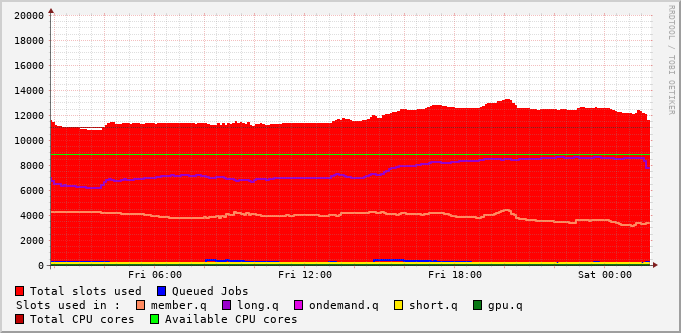 RRDTOOL / TOBI OETIKER
20000
18000
16000
14000
12000
10000
8000
6000
4000
2000
0
Fri 06:00 Fri 12:00 Fri 18:00 Sat 00:00
Total slots used Queued Jobs
Slots used in : member.q long.q ondemand.q short.q gpu.q
Total CPU cores Available CPU cores